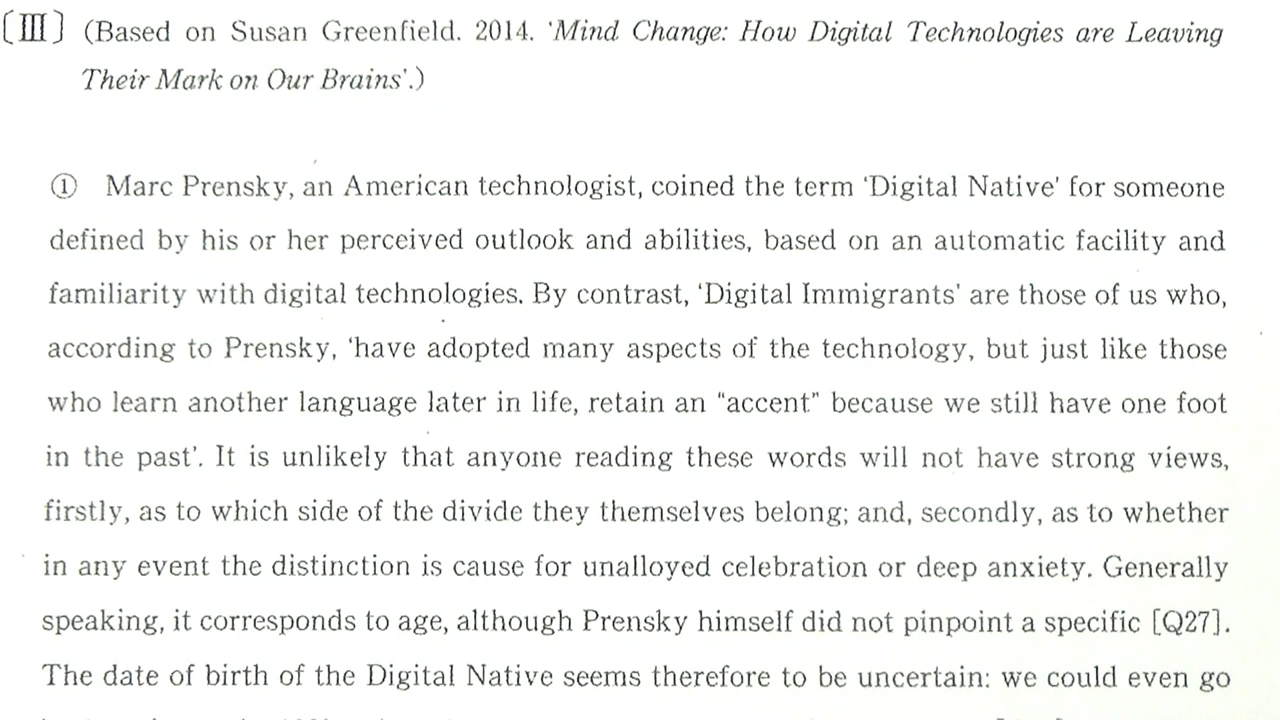 〔Ⅲ〕 (Based on Susan Greenfield. 2014. 'Mind Change: How Digital Technologies are Leaving
Their Mark on Our Brains'.)
① Marc Prensky, an American technologist, coined the term 'Digital Native' for someone
defined by his or her perceived outlook and abilities, based on an automatic facility and
familiarity with digital technologies. By contrast, 'Digital Immigrants' are those of us who,
according to Prensky, 'have adopted many aspects of the technology, but just like those
who learn another language later in life, retain an "accent" because we still have one foot
in the past'. It is unlikely that anyone reading these words will not have strong views,
firstly, as to which side of the divide they themselves belong; and, secondly, as to whether
in any event the distinction is cause for unalloyed celebration or deep anxiety. Generally
speaking, it corresponds to age, although Prensky himself did not pinpoint a specific [Q27].
The date of birth of the Digital Native seems therefore to be uncertain: we could even go